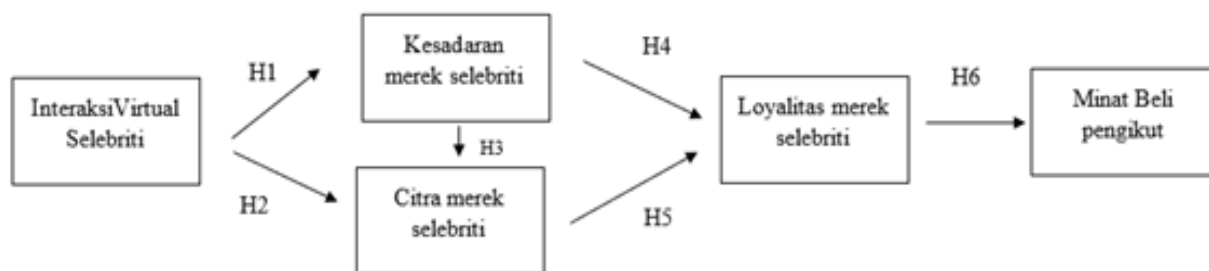 InteraksiVirtual
Selebriti
H1
H2
Kesadaran
merek selebriti
H3
Citra merek
selebriti
H4
H5
Loyalitas merek
selebriti
H6
Minat Beli
pengikut